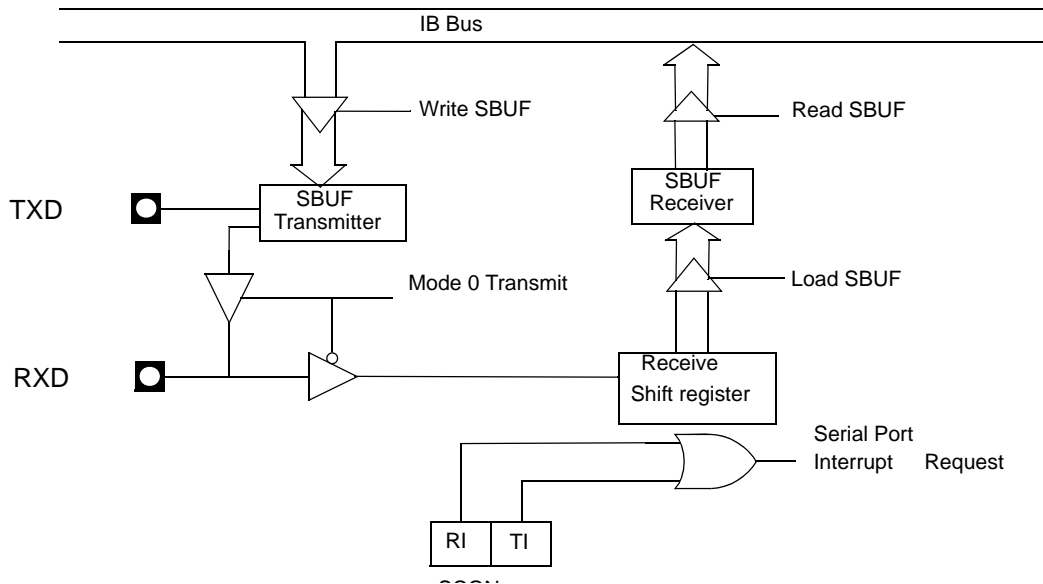 IB Bus
Write SBUF
Read SBUF
TXD
SBUF
Transmitter
SBUF
Receiver
Mode 0 Transmit
Load SBUF
RXD
Receive
Shift register
Serial Port
Interrupt Request
RI TI